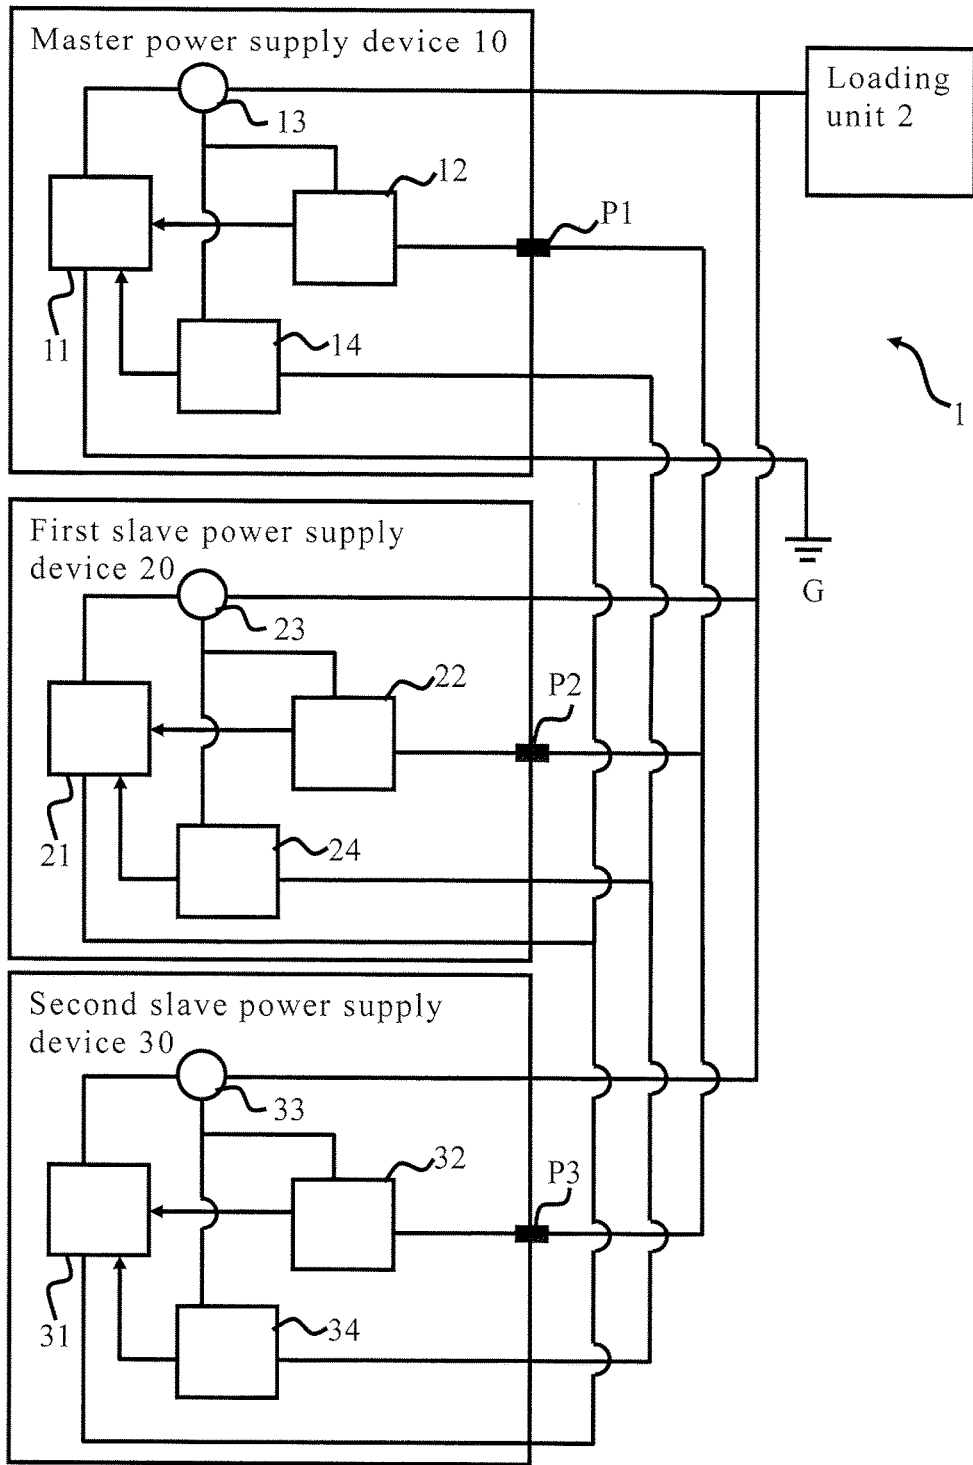 Master power supply device 10
Loading
unit 2
13
12
P1
11
14
1
G
First slave power supply
device 20
23
22
P2
21
24
Second slave power supply
device 30
33
32
P3
31
34